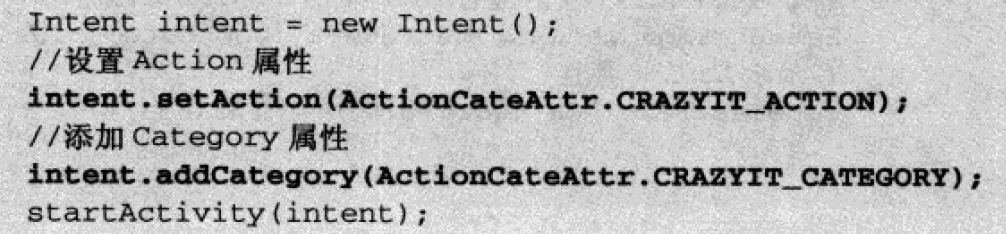 Intent intent = new Intent();
//设置 Action 属性
intent.setAction(ActionCateAttr.CRAZYIT_ACTION);
//添加 Category 属性
intent.addCategory(ActionCateAttr.CRAZYIT_CATEGORY);
startActivity(intent);